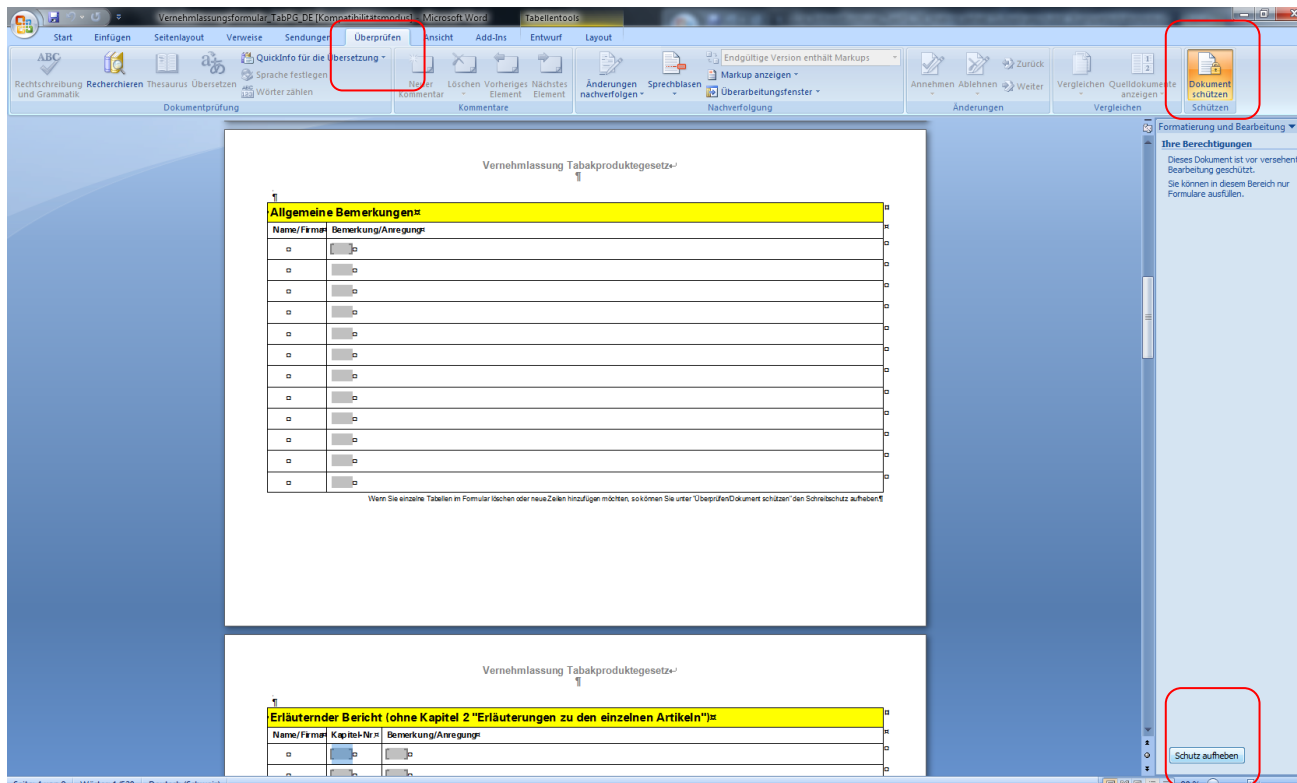 Vernehmlassungsformular_TabPG_DE [Kompatibilitätsmodus] - Microsoft Word
Tabellentools
Start Einfügen Seitenlayout Verweise Sendungen Überprüfen Ansicht Add-Ins Entwurf Layout
ABC
Rechtschreibung und Grammatik
Recherchieren
Thesaurus
Übersetzen
QuickInfo für die Übersetzung
Sprache festlegen
Wörter zählen
Dokumentprüfung
Neuer Kommentar
Löschen
Vorheriges Element
Nächstes Element
Kommentare
Änderungen nachverfolgen
Sprechblasen
Endgültige Version enthält Markups
Markup anzeigen
Überarbeitungsfenster
Nachverfolgung
Annehmen
Ablehnen
Zurück
Weiter
Änderungen
Vergleichen
Quelldokumente anzeigen
Vergleichen
Dokument schützen
Schützen
Formatierung und Bearbeitung
Ihre Berechtigungen
Dieses Dokument ist vor versehent
Bearbeitung geschützt.
Sie können in diesem Bereich nur
Formulare ausfüllen.
Vernehmlassung Tabakproduktegesetz↵
¶
¶
Allgemeine Bemerkungen¤
Name/Firma¤ Bemerkung/Anregung¤
Wenn Sie einzelne Tabellen im Formular löschen oder neue Zeilen hinzufügen möchten, so können Sie unter "Überprüfen/Dokument schützen" den Schreibschutz aufheben¶
Vernehmlassung Tabakproduktegesetz↵
¶
¶
Erläuternder Bericht (ohne Kapitel 2 "Erläuterungen zu den einzelnen Artikeln")¤
Name/Firma¤ Kapitel-Nr.¤ Bemerkung/Anregung¤
Schutz aufheben